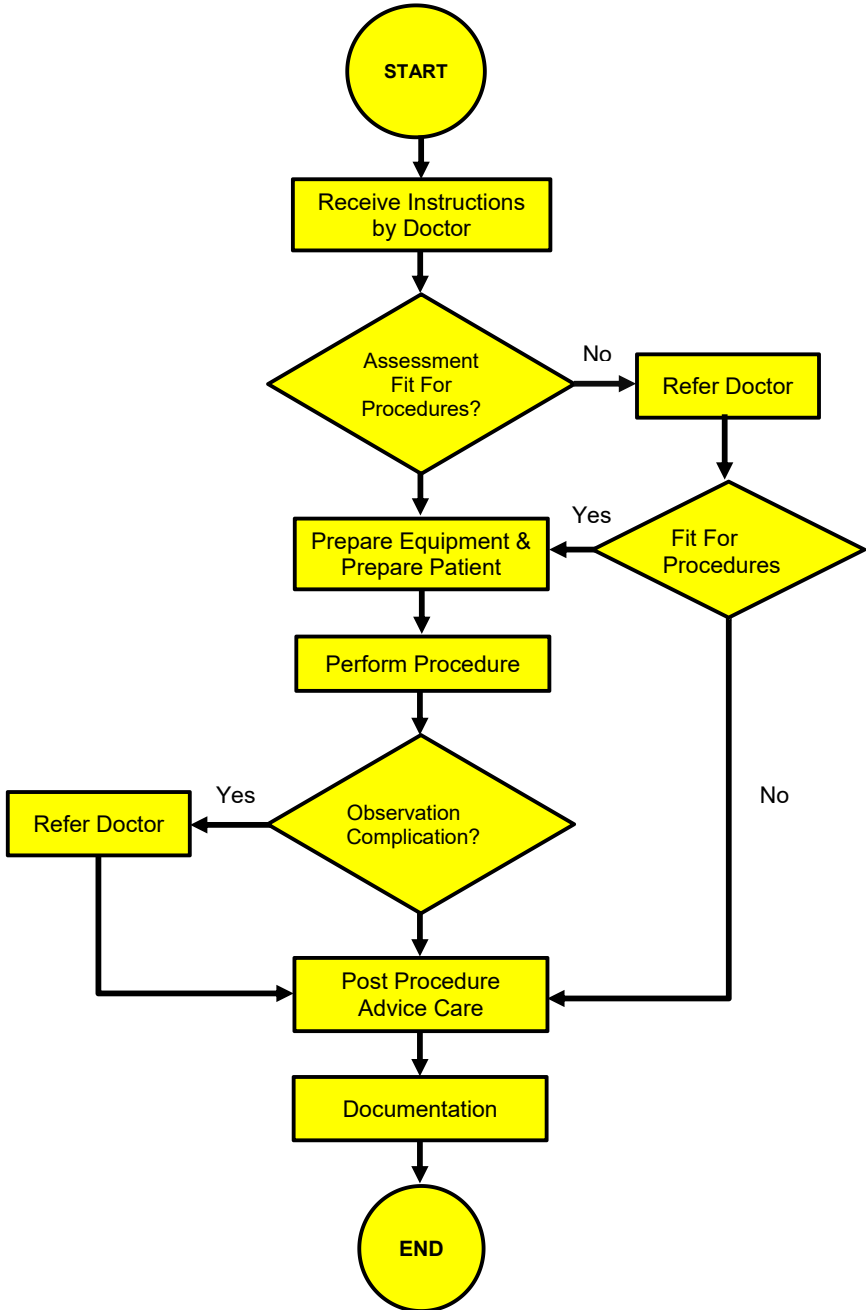 START
Receive Instructions
by Doctor
Assessment
Fit For
Procedures?
No
Refer Doctor
Yes
Fit For
Procedures
Prepare Equipment &
Prepare Patient
Perform Procedure
Observation
Complication?
Yes
Refer Doctor
No
Post Procedure
Advice Care
Documentation
END